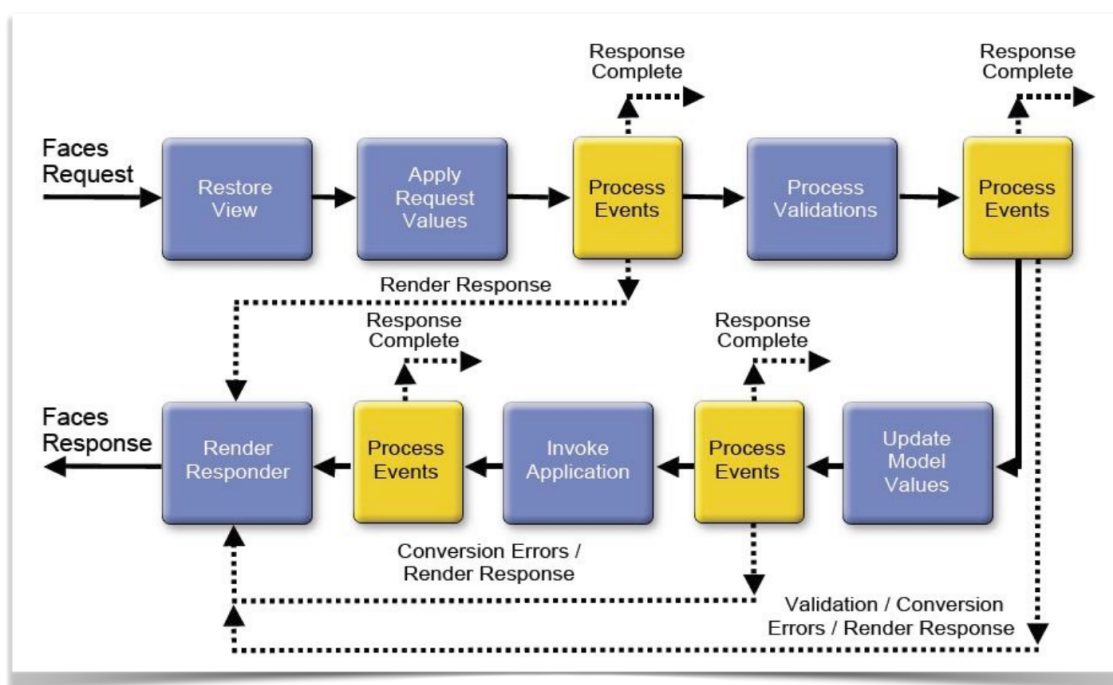 Response
Complete
Response
Complete
Faces
Request
Restore
View
Apply
Request
Values
Process
Events
Process
Validations
Process
Events
Render Response
Response
Complete
Response
Complete
Faces
Response
Render
Responder
Process
Events
Invoke
Application
Process
Events
Update
Model
Values
Conversion Errors /
Render Response
Validation / Conversion
Errors / Render Response